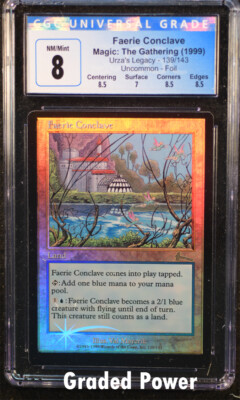 CGC UNIVERSAL GRADE
NM/Mint
8
Faerie Conclave
Magic: The Gathering (1999)
Urza's Legacy - 139/143
Uncommon - Foil
Centering Surface Corners Edges
8.5 7 8.5 8.5
Faerie Conclave
Land
Faerie Conclave comes into play tapped.
: Add one blue mana to your mana
pool.
1 : Faerie Conclave becomes a 2/1 blue
creature with flying until end of turn.
This creature still counts as a land.
Graded Power